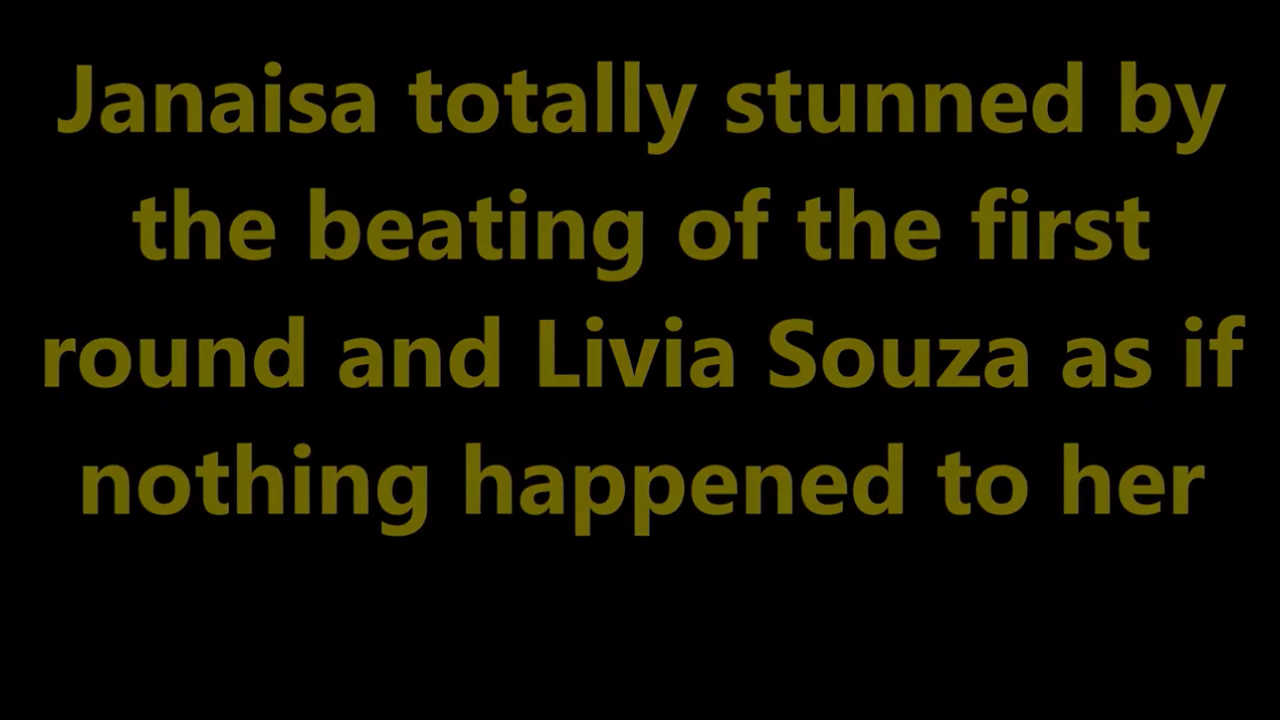 Janaisa totally stunned by
the beating of the first
round and Livia Souza as if
nothing happened to her